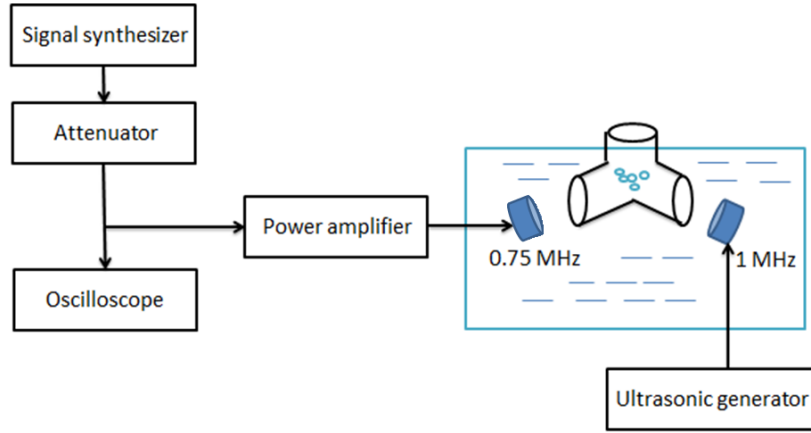 Signal synthesizer
Attenuator
Power amplifier
Oscilloscope
0.75 MHz
1 MHz
Ultrasonic generator